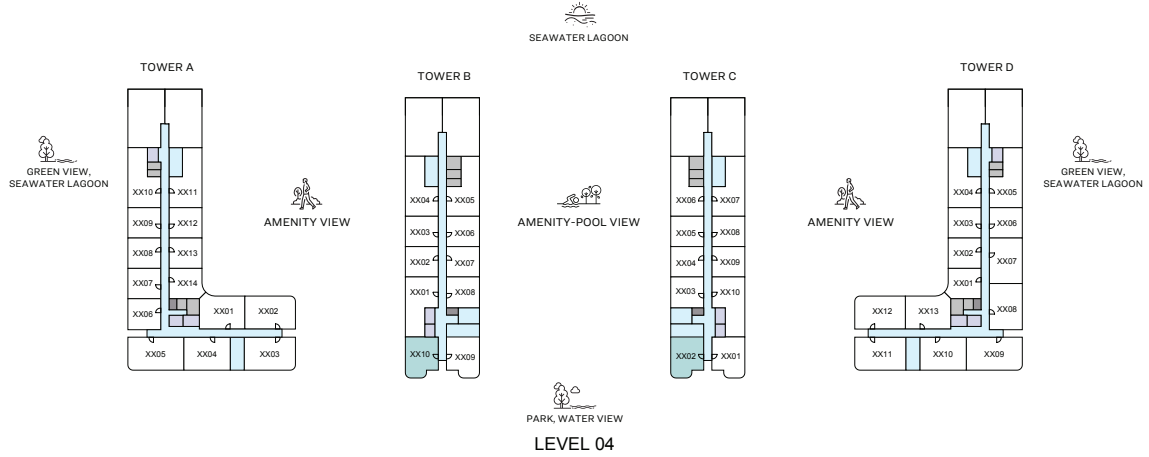 SEAWATER LAGOON
TOWER A
TOWER B
TOWER C
TOWER D
GREEN VIEW,
SEAWATER LAGOON
AMENITY VIEW
AMENITY-POOL VIEW
AMENITY VIEW
GREEN VIEW,
SEAWATER LAGOON
XX10 XX11
XX09 XX12
XX08 XX13
XX07 XX14
XX06 XX01 XX02
XX05 XX04 XX03
XX04 XX05
XX03 XX06
XX02 XX07
XX01 XX08
XX10 XX09
XX06 XX07
XX05 XX08
XX04 XX09
XX03 XX10
XX02 XX01
XX04 XX05
XX03 XX06
XX02 XX07
XX01
XX12 XX13 XX08
XX11 XX10 XX09
PARK, WATER VIEW
LEVEL 04